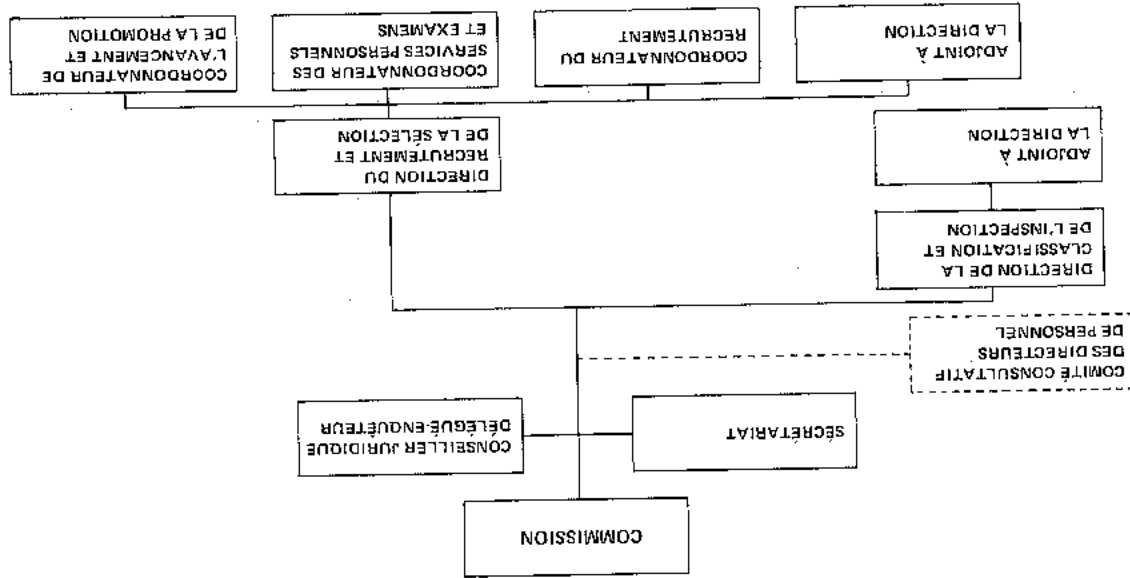 COMMISSION
SÉCRÉTARIAT
CONSEILLER JURIDIQUE
DÉLÉGUÉ-ENQUÊTEUR
COMITÉ CONSULTATIF
DES DIRECTEURS
DE PERSONNEL
DIRECTION DE LA
CLASSIFICATION ET
DE L'INSPECTION
ADJOINT À
LA DIRECTION
DIRECTION DU
RECRUTEMENT ET
DE LA SÉLECTION
ADJOINT À
LA DIRECTION
COORDONNATEUR DU
RECRUTEMENT
COORDONNATEUR DES
SERVICES PERSONNELS
ET EXAMENS
COORDONNATEUR DE
L'AVANCEMENT ET
DE LA PROMOTION